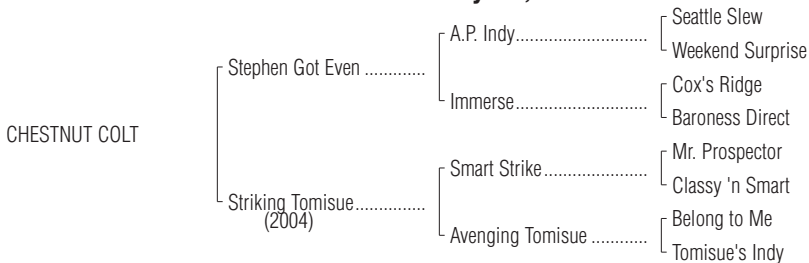 Seattle Slew
A.P. Indy
Weekend Surprise
Stephen Got Even
Cox's Ridge
Immerse
Baroness Direct
CHESTNUT COLT
Mr. Prospector
Smart Strike
Classy 'n Smart
Striking Tomisue
(2004)
Belong to Me
Avenging Tomisue
Tomisue's Indy